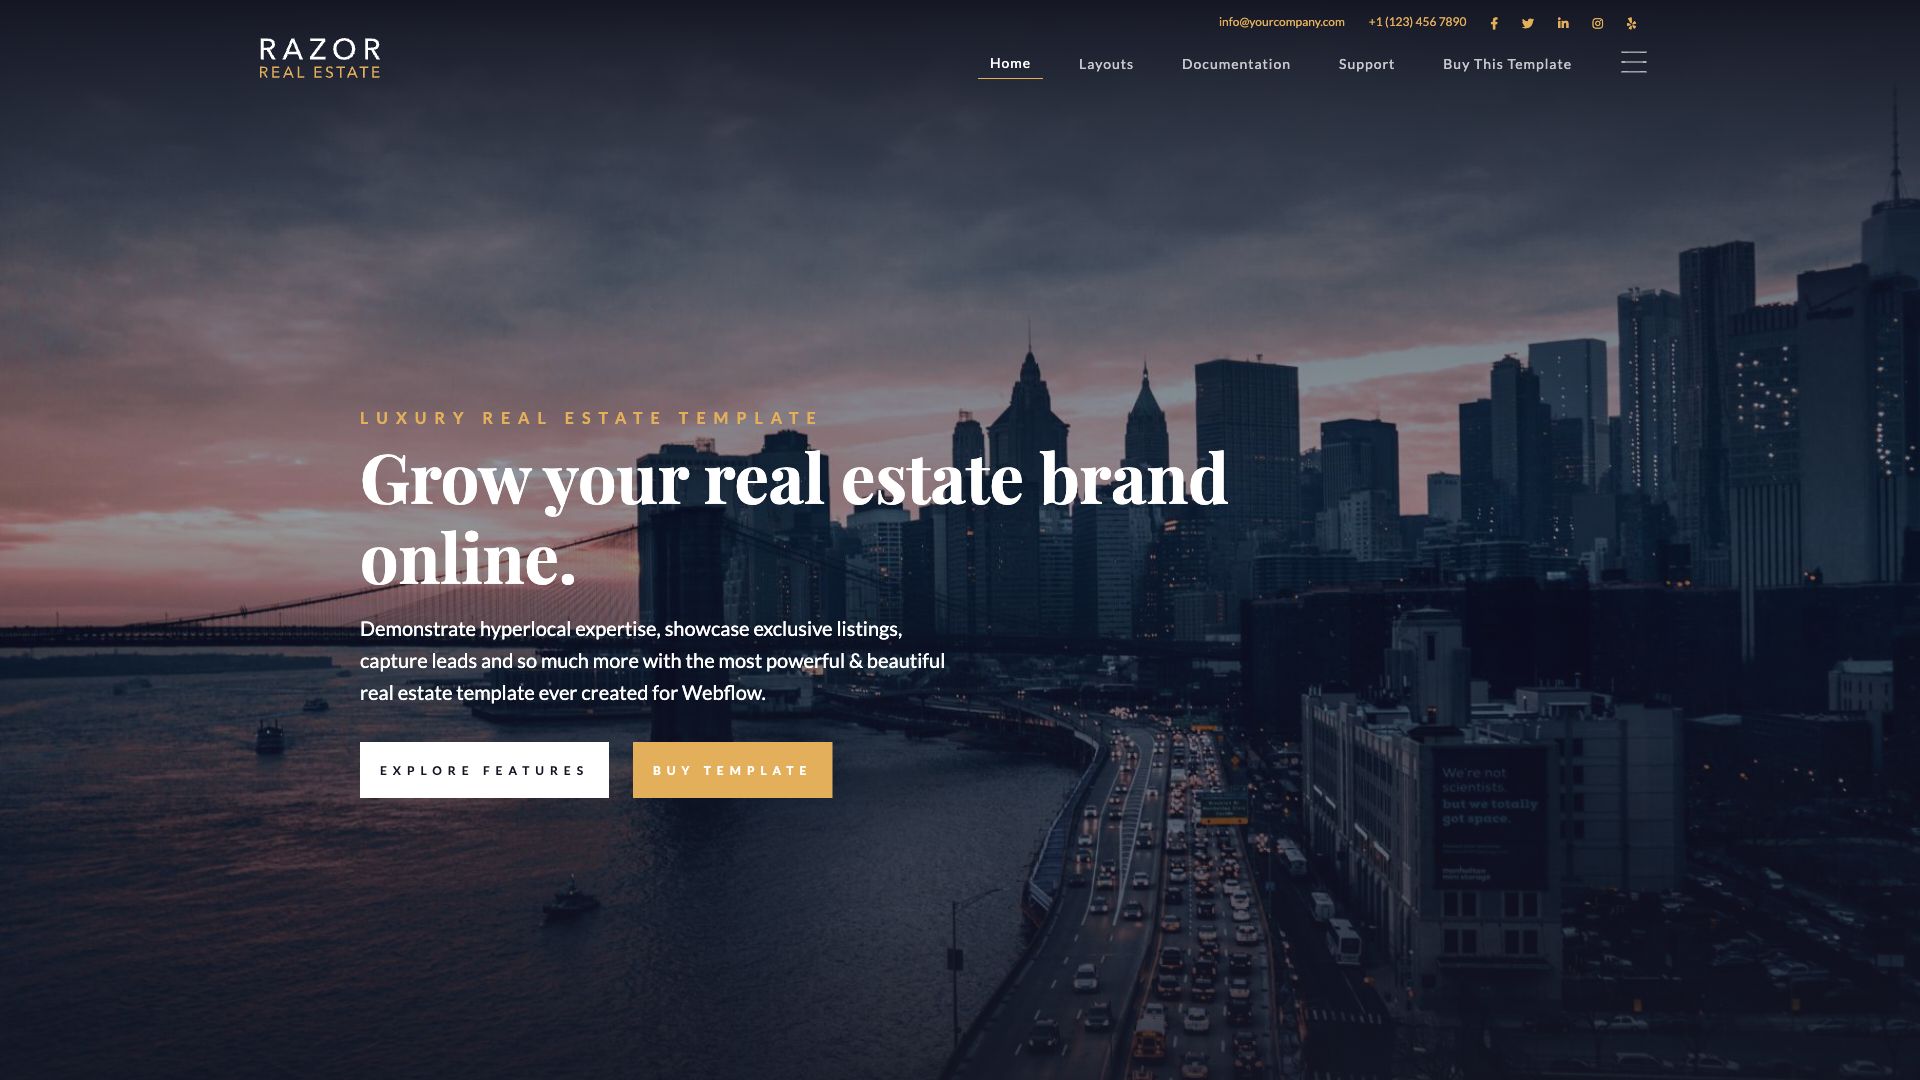 info@yourcompany.com +1 (123) 456 7890
RAZOR
REAL ESTATE
Home Layouts Documentation Support Buy This Template
LUXURY REAL ESTATE TEMPLATE
Grow your real estate brand
online.
Demonstrate hyperlocal expertise, showcase exclusive listings,
capture leads and so much more with the most powerful & beautiful
real estate template ever created for Webflow.
EXPLORE FEATURES
BUY TEMPLATE
We're not
scientists.
but we totally
got space.
manhattan
mini storage